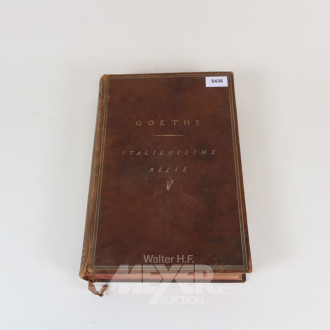 5436
GOETHE
ITALIENISCHE
REISE
Walter H.F.
MEYER
AUKTION